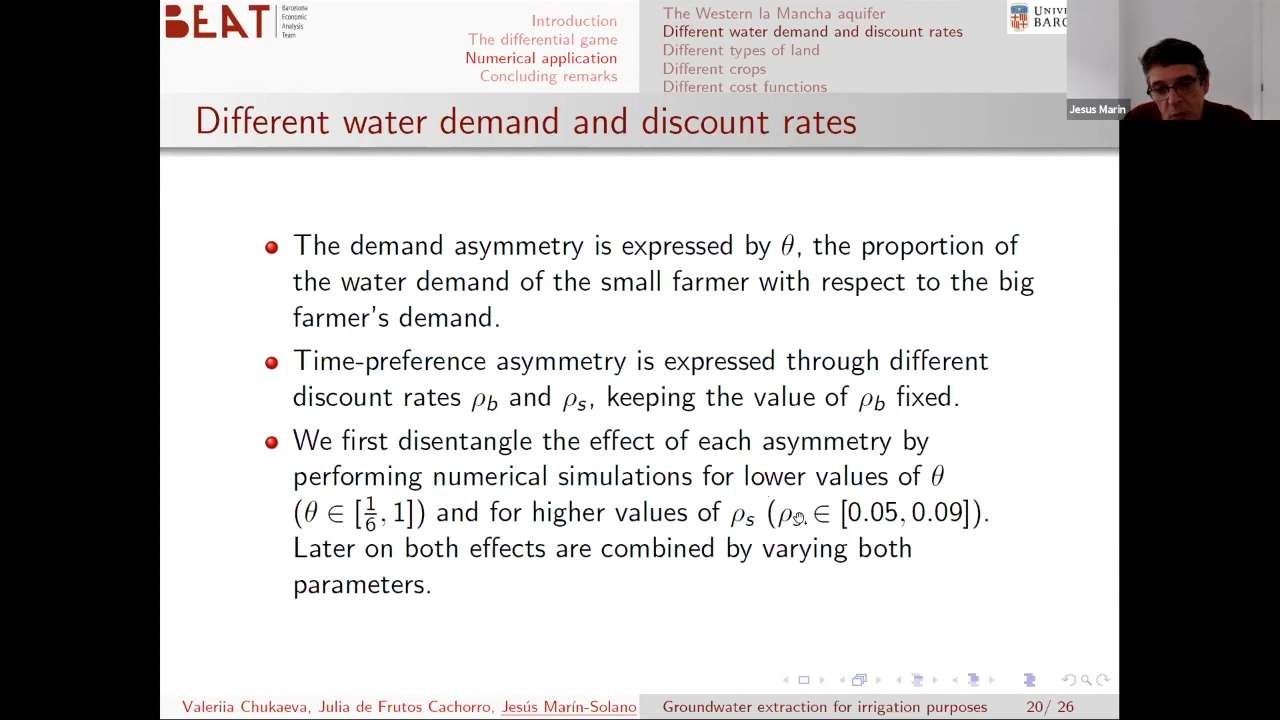 BEAT
Barcelona
Economic
Analysis
Team
Introduction
The differential game
Numerical application
Concluding remarks
The Western la Mancha aquifer
Different water demand and discount rates
Different types of land
Different crops
Different cost functions
Jesus Marin
Different water demand and discount rates
The demand asymmetry is expressed by θ, the proportion of
the water demand of the small farmer with respect to the big
farmer's demand.
Time-preference asymmetry is expressed through different
discount rates ρ_b and ρ_s, keeping the value of ρ_b fixed.
We first disentangle the effect of each asymmetry by
performing numerical simulations for lower values of θ
(θ ∈ [1/6, 1]) and for higher values of ρ_s (ρ_s ∈ [0.05, 0.09]).
Later on both effects are combined by varying both
parameters.
Valeriia Chukaeva, Julia de Frutos Cachorro, Jesús Marín-Solano
Groundwater extraction for irrigation purposes
20/ 26